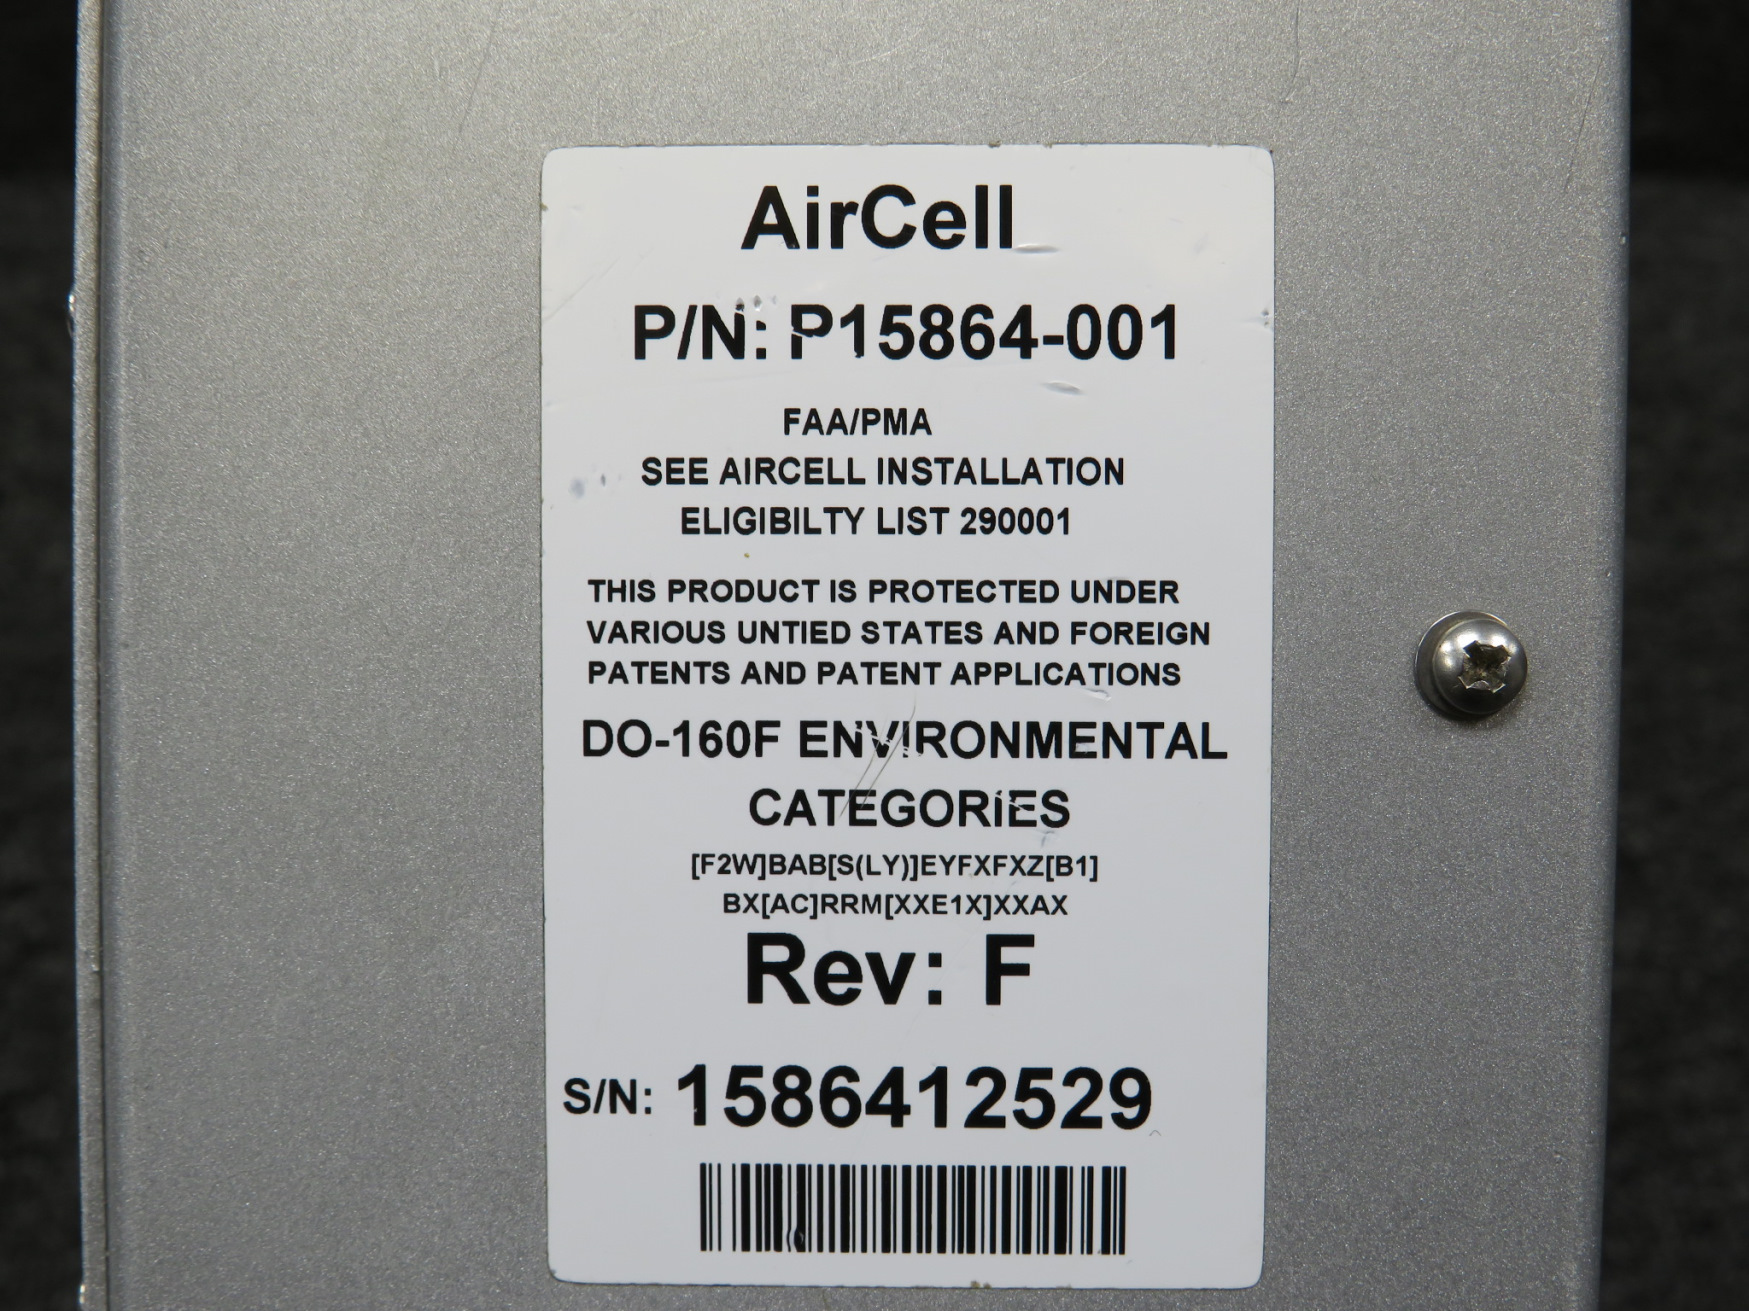 AirCell
P/N: P15864-001
FAA/PMA
SEE AIRCELL INSTALLATION
ELIGIBILTY LIST 290001
THIS PRODUCT IS PROTECTED UNDER
VARIOUS UNTIED STATES AND FOREIGN
PATENTS AND PATENT APPLICATIONS
DO-160F ENVIRONMENTAL
CATEGORIES
[F2W]BAB[S(LY)]EYFXFXZ[B1]
BX[AC]RRM[XXE1X]XXAX
Rev: F
S/N: 1586412529